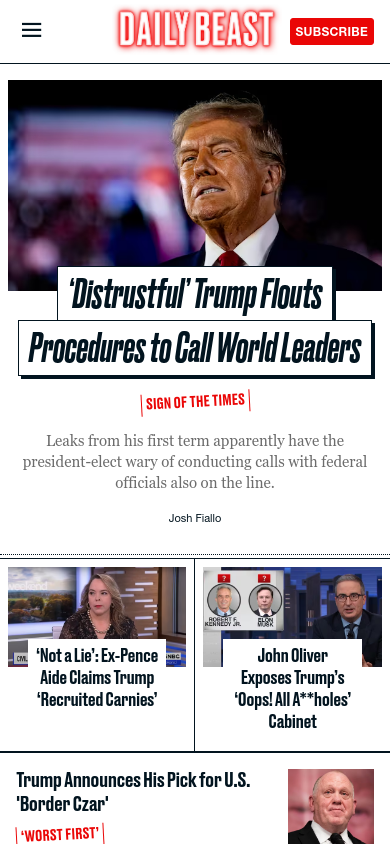 DAILY BEAST
SUBSCRIBE
‘Distrustful’ Trump Flouts
Procedures to Call World Leaders
SIGN OF THE TIMES
Leaks from his first term apparently have the
president-elect wary of conducting calls with federal
officials also on the line.
Josh Fiallo
‘Not a Lie’: Ex-Pence
Aide Claims Trump
‘Recruited Carnies’
?
?
ROBERT F.
KENNEDY JR.
ELON
MUSK
John Oliver
Exposes Trump’s
‘Oops! All A**holes’
Cabinet
Trump Announces His Pick for U.S.
'Border Czar'
‘WORST FIRST’